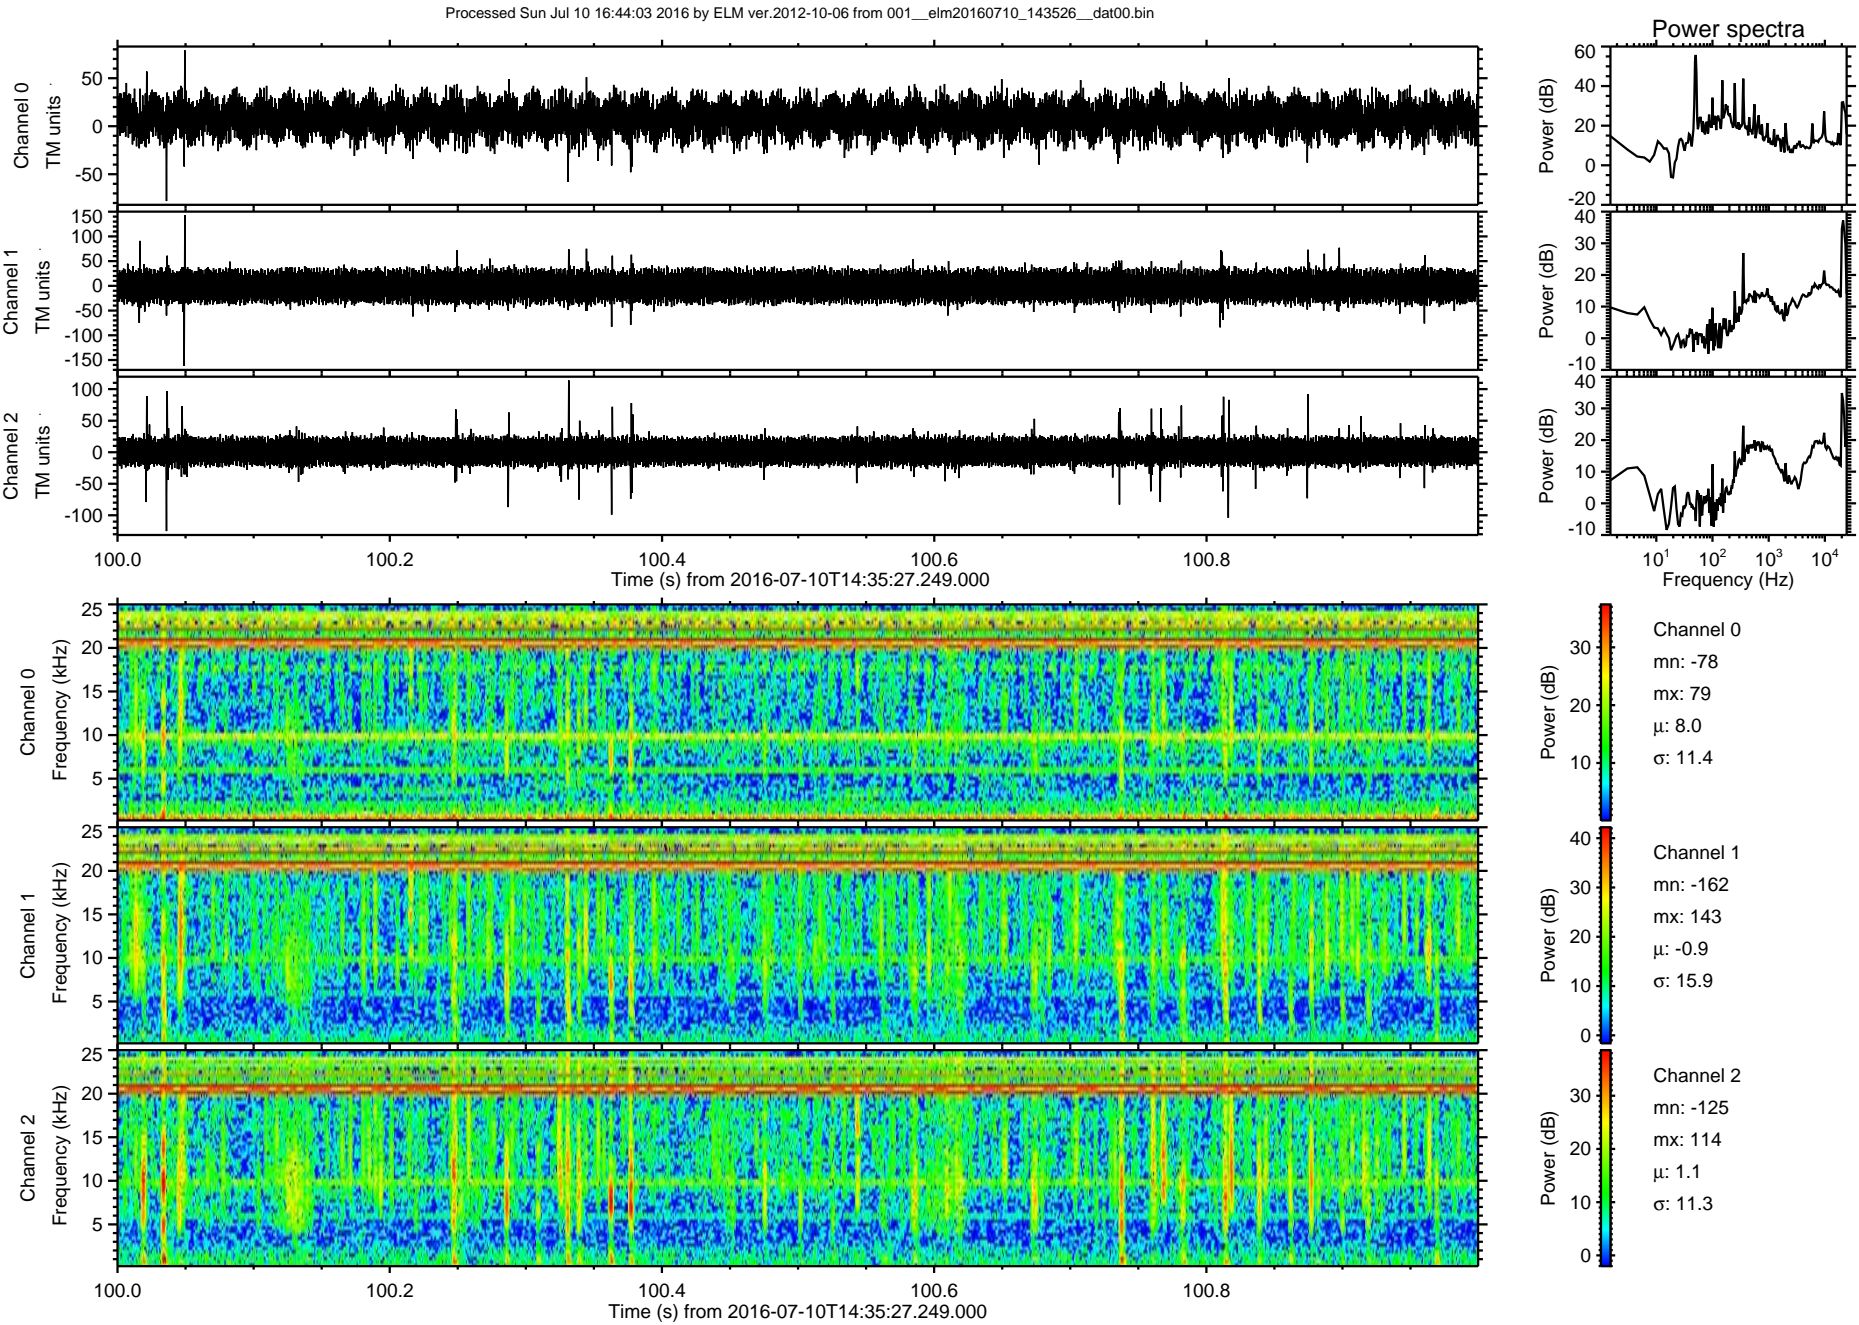 Processed Sun Jul 10 16:44:03 2016 by ELM ver.2012-10-06 from 001__elm20160710_143526__dat00.bin
Power spectra
Channel 0
TM units
50
0
-50
Power (dB)
60
40
20
0
-20
Channel 1
TM units
150
100
50
0
-50
-100
-150
Power (dB)
40
30
20
10
0
-10
Channel 2
TM units
100
50
0
-50
-100
Power (dB)
40
30
20
10
0
-10
100.0 100.2 100.4 100.6 100.8
Time (s) from 2016-07-10T14:35:27.249.000
10¹ 10² 10³ 10⁴
Frequency (Hz)
Channel 0
Frequency (kHz)
25
20
15
10
5
Power (dB)
30
20
10
Channel 0
mn: -78
mx: 79
μ: 8.0
σ: 11.4
Channel 1
Frequency (kHz)
25
20
15
10
5
Power (dB)
40
30
20
10
0
Channel 1
mn: -162
mx: 143
μ: -0.9
σ: 15.9
Channel 2
Frequency (kHz)
25
20
15
10
5
Power (dB)
30
20
10
0
Channel 2
mn: -125
mx: 114
μ: 1.1
σ: 11.3
100.0 100.2 100.4 100.6 100.8
Time (s) from 2016-07-10T14:35:27.249.000